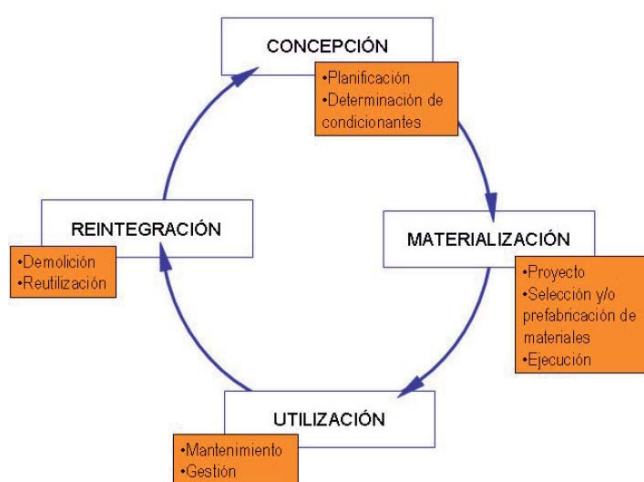 CONCEPCIÓN
•Planificación
•Determinación de
condicionantes
MATERIALIZACIÓN
•Proyecto
•Selección y/o
prefabricación de
materiales
•Ejecución
UTILIZACIÓN
•Mantenimiento
•Gestión
REINTEGRACIÓN
•Demolición
•Reutilización